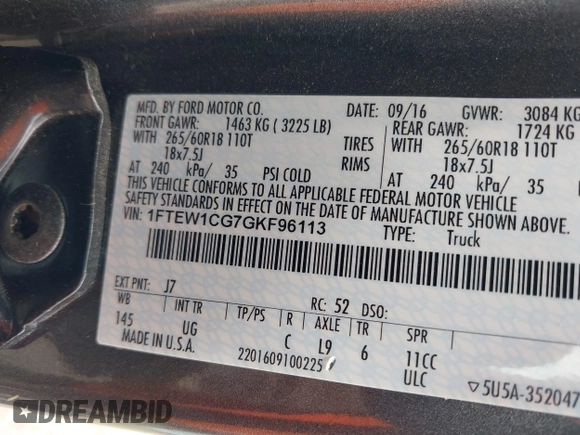 MFD. BY FORD MOTOR CO. DATE: 09/16 GVWR: 3084 KG
FRONT GAWR: 1463 KG ( 3225 LB) REAR GAWR: 1724 KG
WITH 265/60R18 110T TIRES WITH 265/60R18 110T
18x7.5J RIMS 18x7.5J
AT 240 kPa/ 35 PSI COLD AT 240 kPa/ 35
THIS VEHICLE CONFORMS TO ALL APPLICABLE FEDERAL MOTOR VEHICLE
SAFETY STANDARDS IN EFFECT ON THE DATE OF MANUFACTURE SHOWN ABOVE.
VIN: 1FTEW1CG7GKF96113 TYPE: Truck
EXT PNT: J7 RC: 52 DSO:
WB INT TR TP/PS R AXLE TR SPR
145 UG C L9 6 11CC
MADE IN U.S.A. 2201609100225 ULC ▽5U5A-352047
DREAMBID